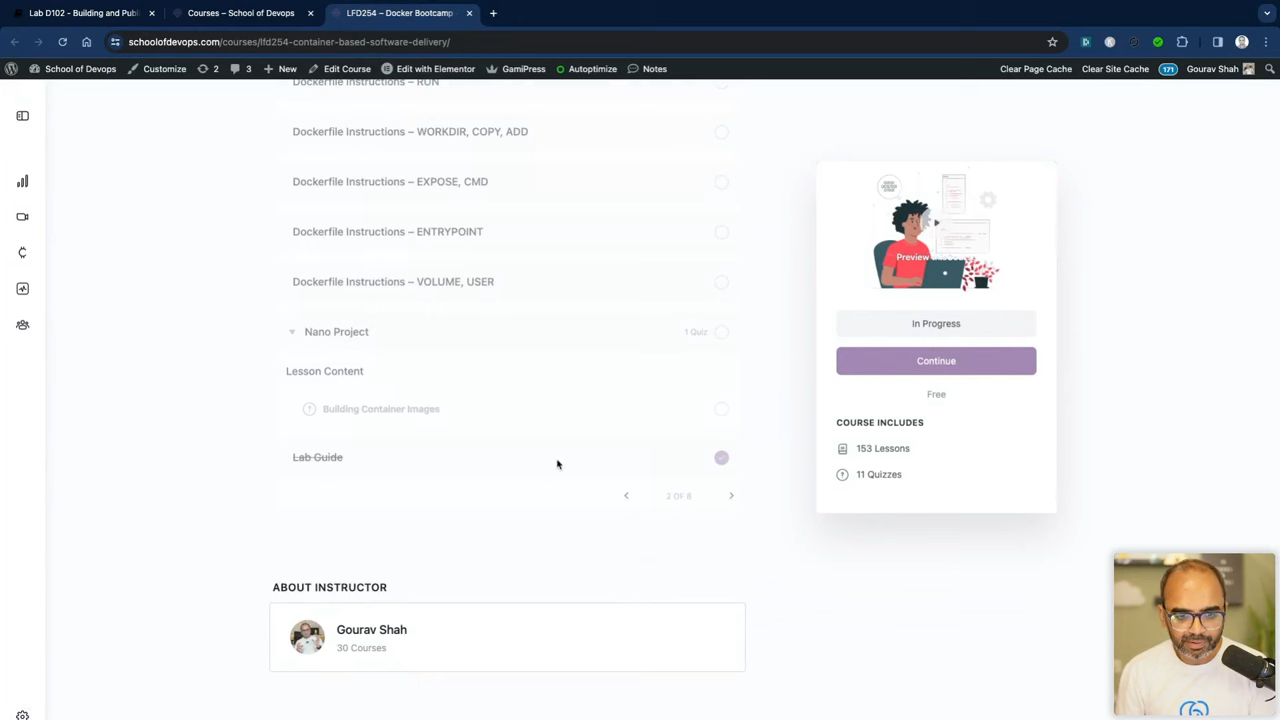 Lab D102 – Building and Publ
Courses – School of Devops
LFD254 – Docker Bootcamp
schoolofdevops.com/courses/lfd254-container-based-software-delivery/
School of Devops
Customize
2
3
New
Edit Course
Edit with Elementor
GamiPress
Autoptimize
Notes
Clear Page Cache
Clear Site Cache
171
Gourav Shah
Dockerfile Instructions – RUN
Dockerfile Instructions – WORKDIR, COPY, ADD
Dockerfile Instructions – EXPOSE, CMD
Dockerfile Instructions – ENTRYPOINT
Dockerfile Instructions – VOLUME, USER
Nano Project
1 Quiz
Lesson Content
Building Container Images
Lab Guide
2 OF 8
Preview
In Progress
Continue
Free
COURSE INCLUDES
153 Lessons
11 Quizzes
ABOUT INSTRUCTOR
Gourav Shah
30 Courses